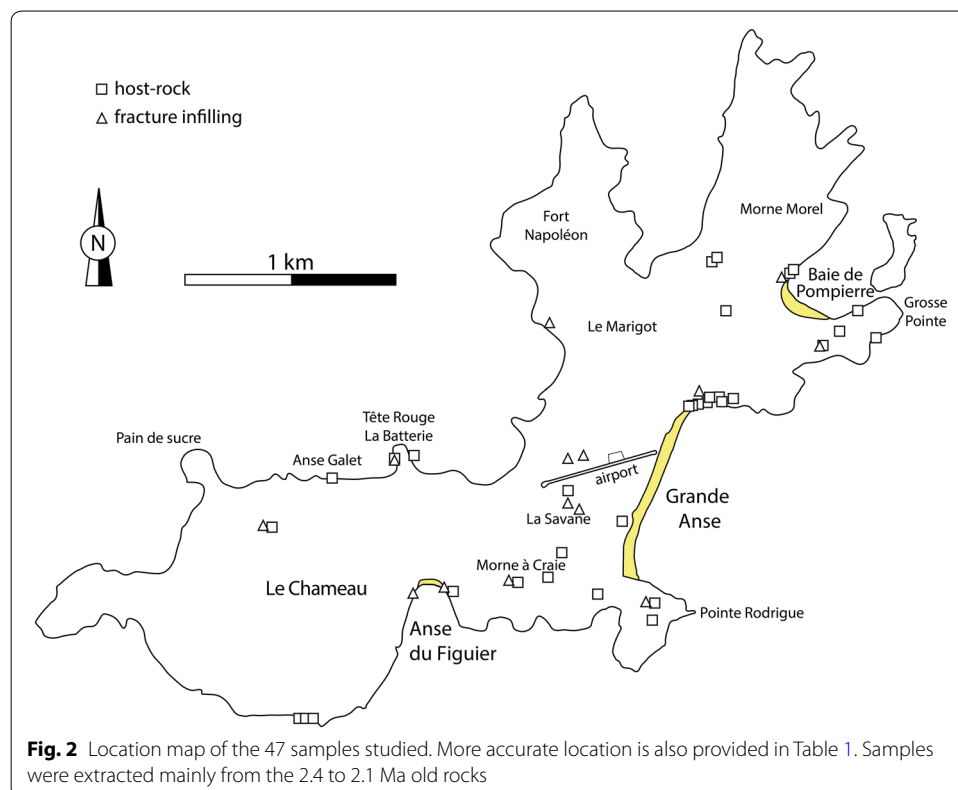 host-rock
fracture infilling
N
1 km
Fort
Napoléon
Morne Morel
Baie de
Pompierre
Grosse
Pointe
Le Marigot
Tête Rouge
La Batterie
Pain de sucre
Anse Galet
airport
Grande
Anse
La Savane
Morne à Craie
Le Chameau
Anse
du Figuier
Pointe Rodrigue
Fig. 2 Location map of the 47 samples studied. More accurate location is also provided in Table 1. Samples
were extracted mainly from the 2.4 to 2.1 Ma old rocks